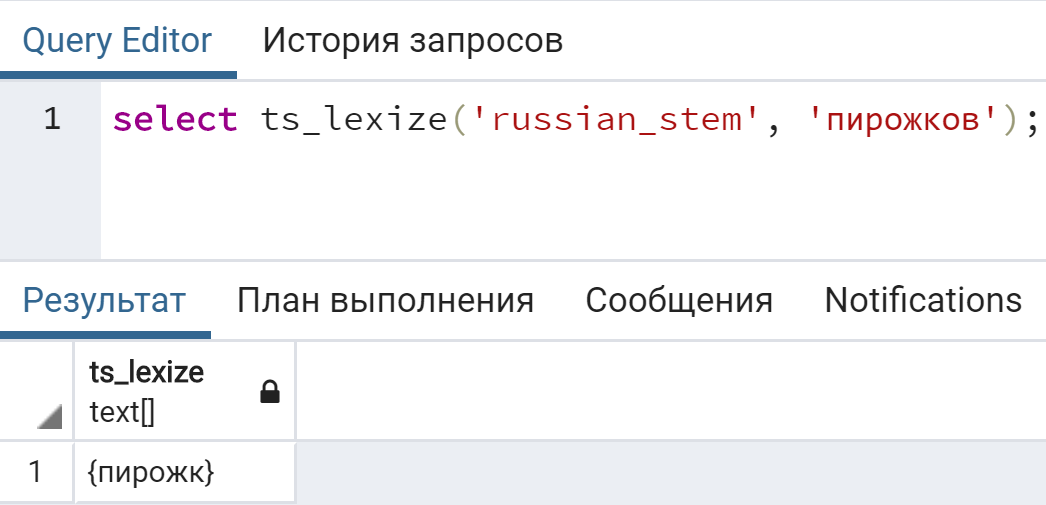 Query Editor История запросов
1 select ts_lexize('russian_stem', 'пирожков');
Результат План выполнения Сообщения Notifications
ts_lexize
text[]
1 {пирожк}